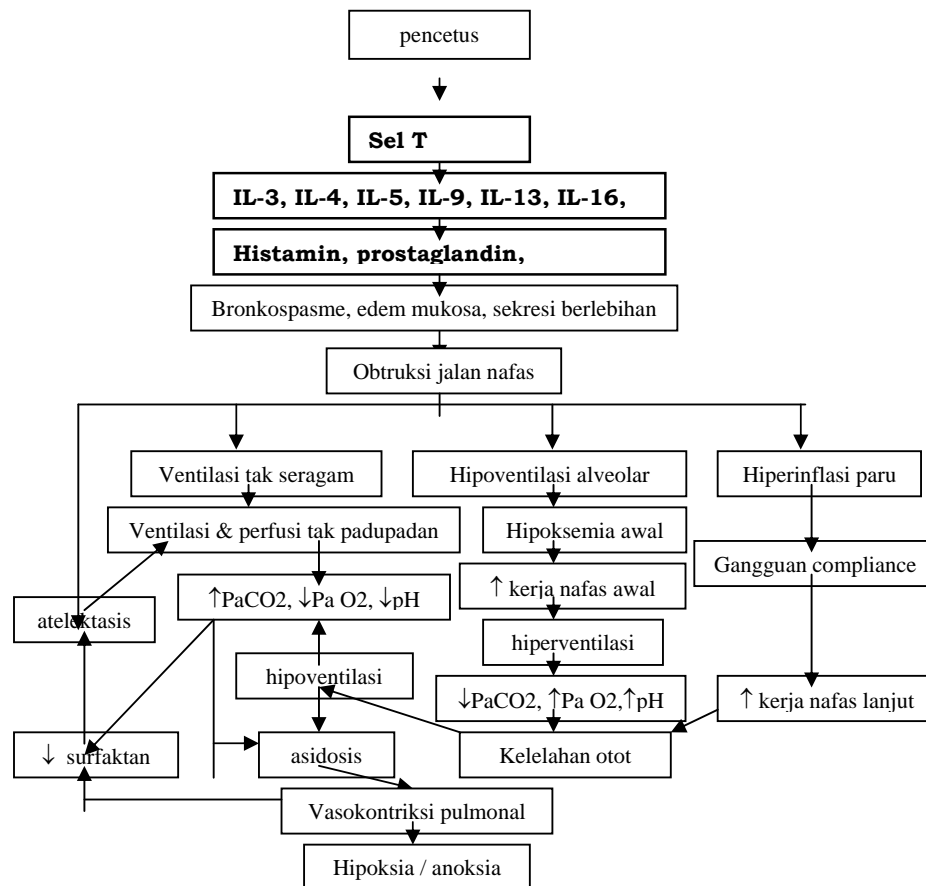 pencetus
Sel T
IL-3, IL-4, IL-5, IL-9, IL-13, IL-16,
Histamin, prostaglandin,
Bronkospasme, edem mukosa, sekresi berlebihan
Obtruksi jalan nafas
Ventilasi tak seragam
Hipoventilasi alveolar
Hiperinflasi paru
Ventilasi & perfusi tak padupadan
Hipoksemia awal
Gangguan compliance
↑PaCO2, ↓Pa O2, ↓pH
↑ kerja nafas awal
atelektasis
hiperventilasi
hipoventilasi
↓PaCO2, ↑Pa O2,↑pH
↑ kerja nafas lanjut
↓ surfaktan
asidosis
Kelelahan otot
Vasokontriksi pulmonal
Hipoksia / anoksia